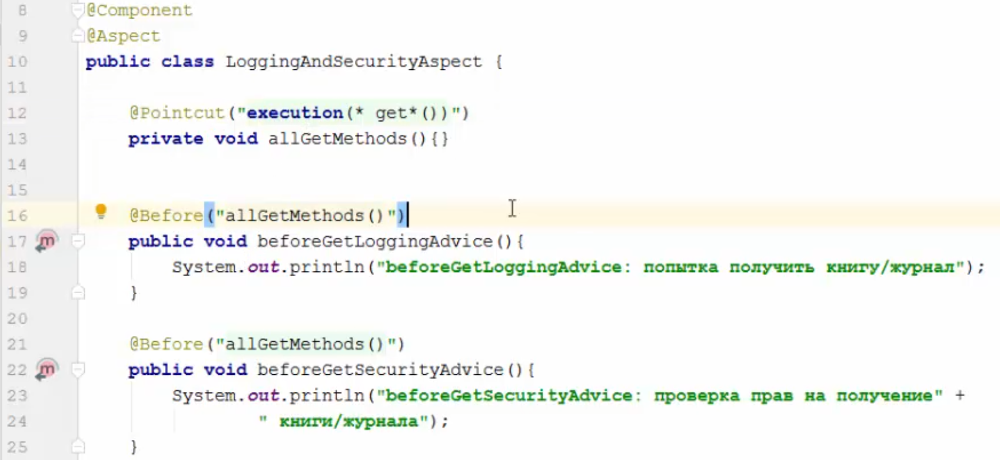 8 @Component
9 @Aspect
10 public class LoggingAndSecurityAspect {
11
12 @Pointcut("execution(* get*())")
13 private void allGetMethods(){}
14
15
16 @Before("allGetMethods()")
17 public void beforeGetLoggingAdvice(){
18 System.out.println("beforeGetLoggingAdvice: попытка получить книгу/журнал");
19 }
20
21 @Before("allGetMethods()")
22 public void beforeGetSecurityAdvice(){
23 System.out.println("beforeGetSecurityAdvice: проверка прав на получение" +
24 " книги/журнала");
25 }